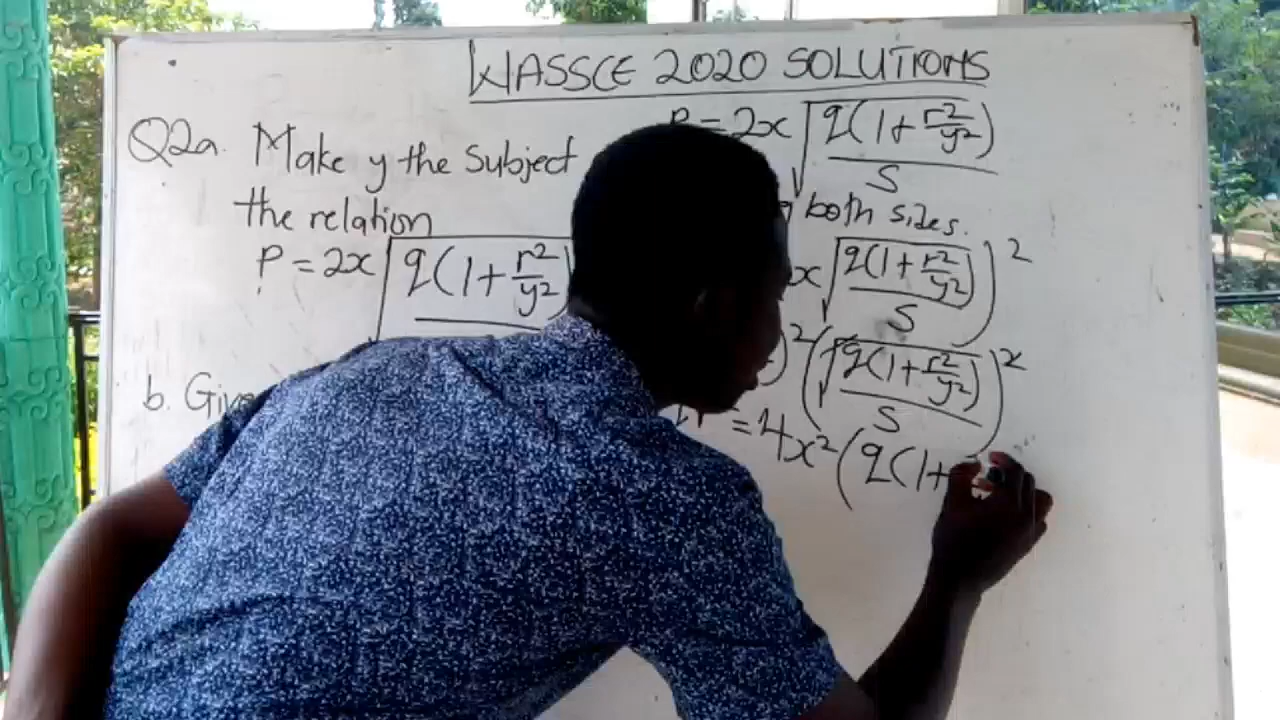 WASSCE 2020 SOLUTIONS
Q2a. Make y the subject
the relation
P = 2x√(q(1 + r²/y²)
b. Give
P = 2x√(q(1 + r²/y²)/S)
both sides.
x√(q(1 + r²/y²)/S))²
)²(√(q(1 + r²/y²)/S))²
= 4x²(q(1+